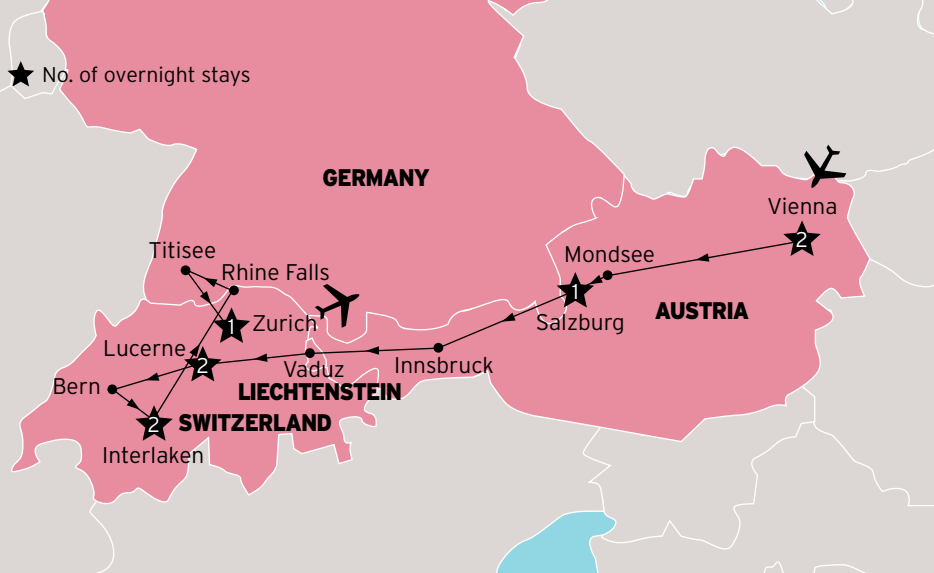 No. of overnight stays
GERMANY
Vienna
2
Titisee
Mondsee
Rhine Falls
1
AUSTRIA
1
Zurich
Salzburg
Lucerne
2
Vaduz
Innsbruck
Bern
LIECHTENSTEIN
2
SWITZERLAND
Interlaken